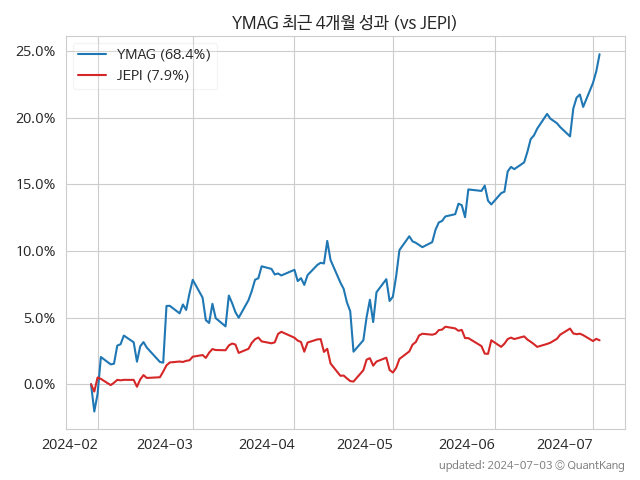 YMAG 최근 4개월 성과 (vs JEPI)
25.0%
20.0%
15.0%
10.0%
5.0%
0.0%
YMAG (68.4%)
JEPI (7.9%)
2024-02 2024-03 2024-04 2024-05 2024-06 2024-07
updated: 2024-07-03 © QuantKang